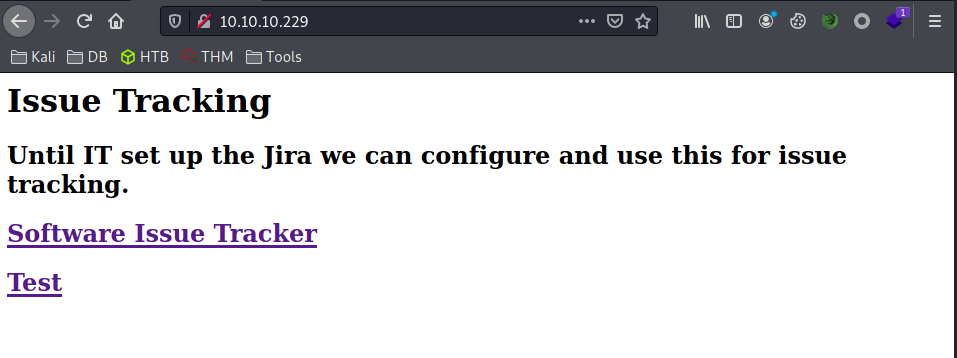 10.10.10.229
1
Kali DB HTB THM Tools
Issue Tracking
Until IT set up the Jira we can configure and use this for issue
tracking.
Software Issue Tracker
Test